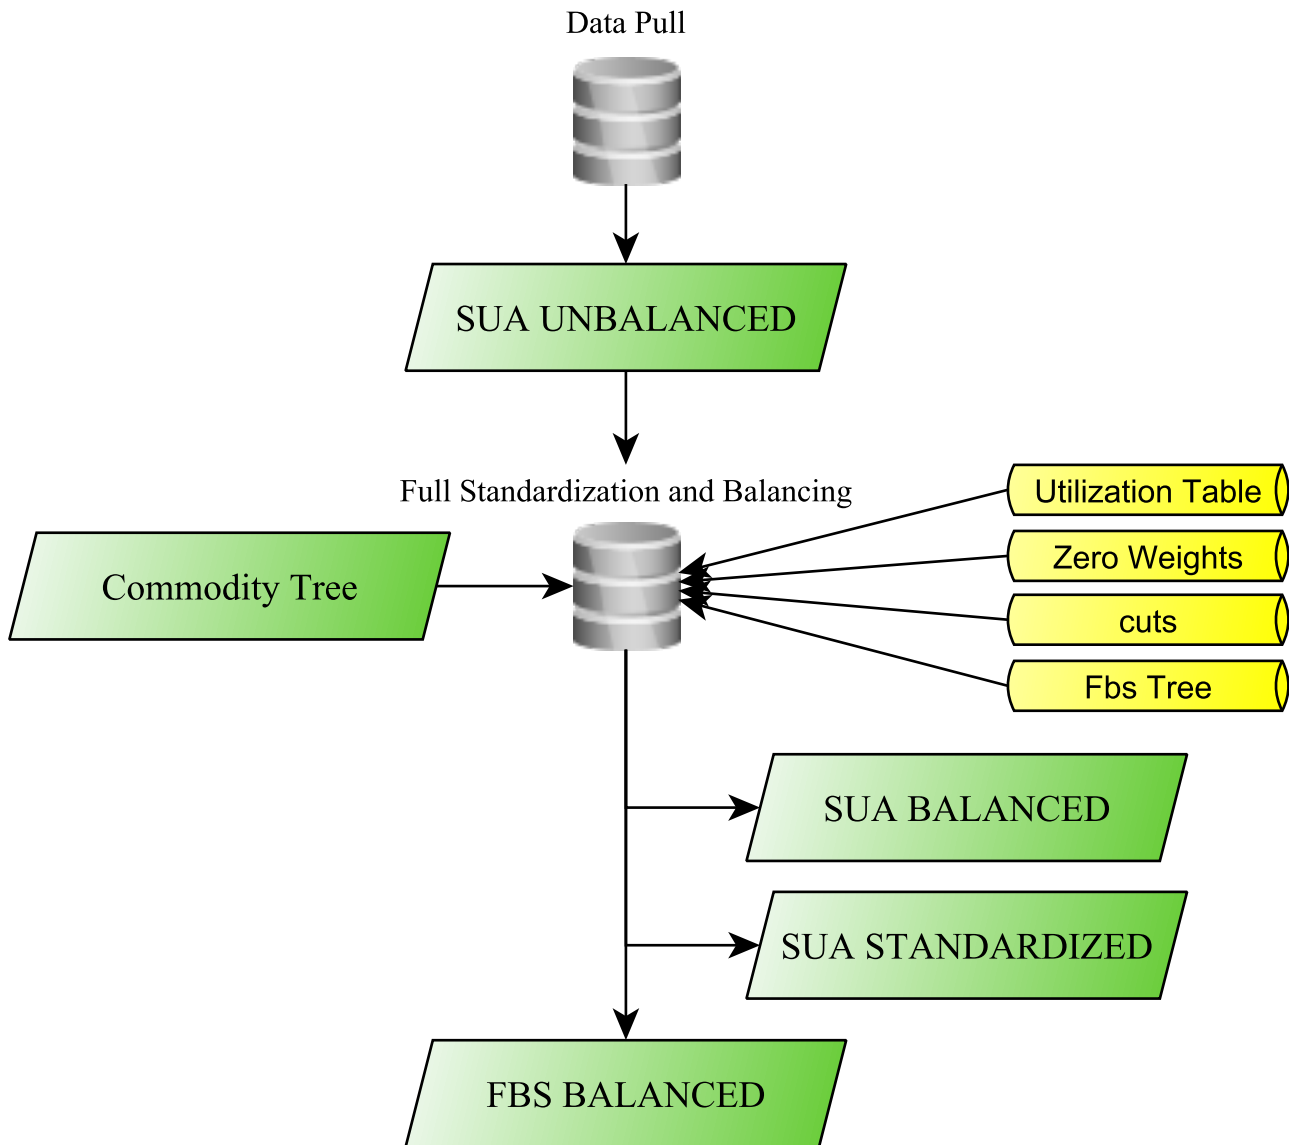 Data Pull
SUA UNBALANCED
Full Standardization and Balancing
Utilization Table
Zero Weights
Commodity Tree
cuts
Fbs Tree
SUA BALANCED
SUA STANDARDIZED
FBS BALANCED